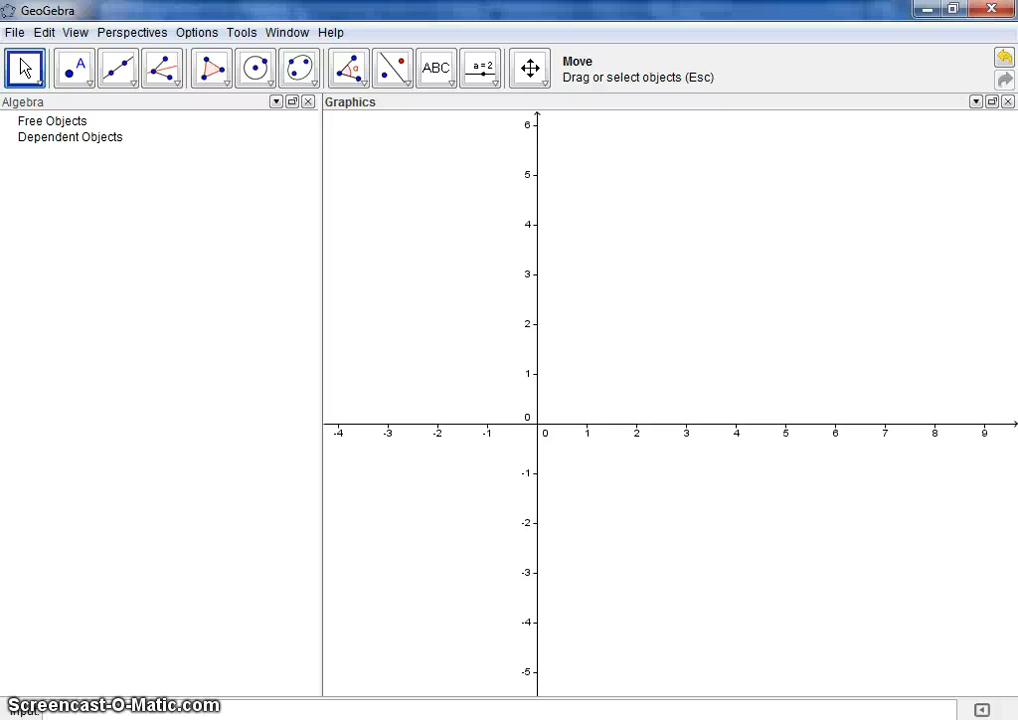 GeoGebra
File Edit View Perspectives Options Tools Window Help
A
α
ABC
a = 2
Move
Drag or select objects (Esc)
Algebra
Graphics
Free Objects
Dependent Objects
6
5
4
3
2
1
0
-4 -3 -2 -1 0 1 2 3 4 5 6 7 8 9
-1
-2
-3
-4
-5
Screencast-O-Matic.com
Input: